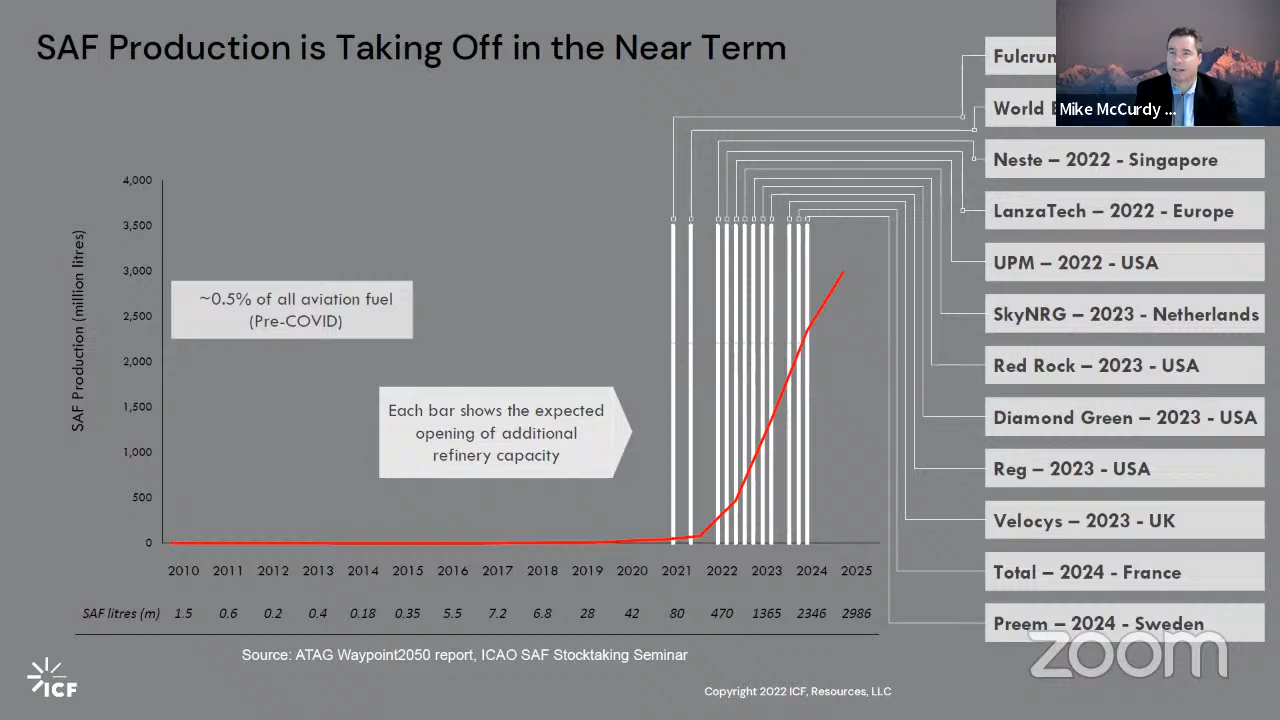 SAF Production is Taking Off in the Near Term
Mike McCurdy ...
World
Neste – 2022 - Singapore
LanzaTech – 2022 - Europe
UPM – 2022 - USA
SkyNRG – 2023 - Netherlands
Red Rock – 2023 - USA
Diamond Green – 2023 - USA
Reg – 2023 - USA
Velocys – 2023 - UK
Total – 2024 - France
Preem – 2024 - Sweden
SAF Production (million litres)
4,000
3,500
3,000
2,500
2,000
1,500
1,000
500
0
~0.5% of all aviation fuel
(Pre-COVID)
Each bar shows the expected
opening of additional
refinery capacity
2010 2011 2012 2013 2014 2015 2016 2017 2018 2019 2020 2021 2022 2023 2024 2025
SAF litres (m) 1.5 0.6 0.2 0.4 0.18 0.35 5.5 7.2 6.8 28 42 80 470 1365 2346 2986
Source: ATAG Waypoint2050 report, ICAO SAF Stocktaking Seminar
ICF
Copyright 2022 ICF, Resources, LLC
zoom